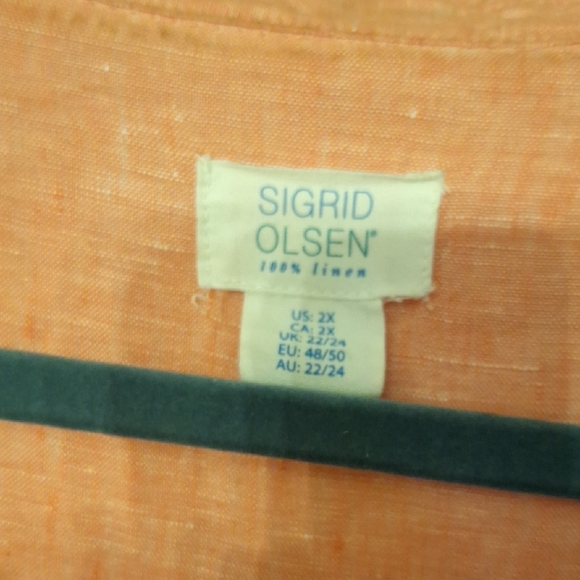 SIGRID
OLSEN®
100% linen
US: 2X
CA: 2X
UK: 22/24
EU: 48/50
AU: 22/24